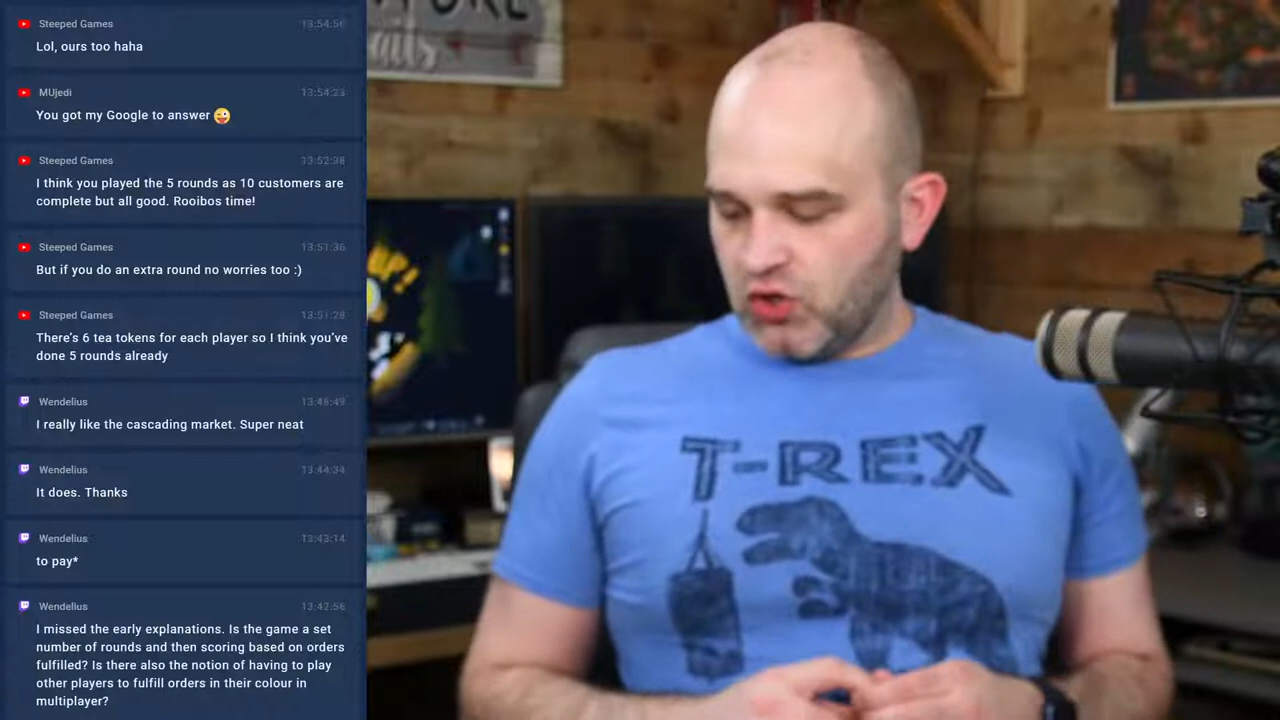 Steeped Games 13:54:56
Lol, ours too haha
MUjedi 13:54:23
You got my Google to answer 😜
Steeped Games 13:52:38
I think you played the 5 rounds as 10 customers are
complete but all good. Rooibos time!
Steeped Games 13:51:36
But if you do an extra round no worries too :)
Steeped Games 13:51:28
There's 6 tea tokens for each player so I think you've
done 5 rounds already
Wendelius 13:46:49
I really like the cascading market. Super neat
Wendelius 13:44:34
It does. Thanks
Wendelius 13:43:14
to pay*
Wendelius 13:42:56
I missed the early explanations. Is the game a set
number of rounds and then scoring based on orders
fulfilled? Is there also the notion of having to play
other players to fulfill orders in their colour in
multiplayer?
T-REX